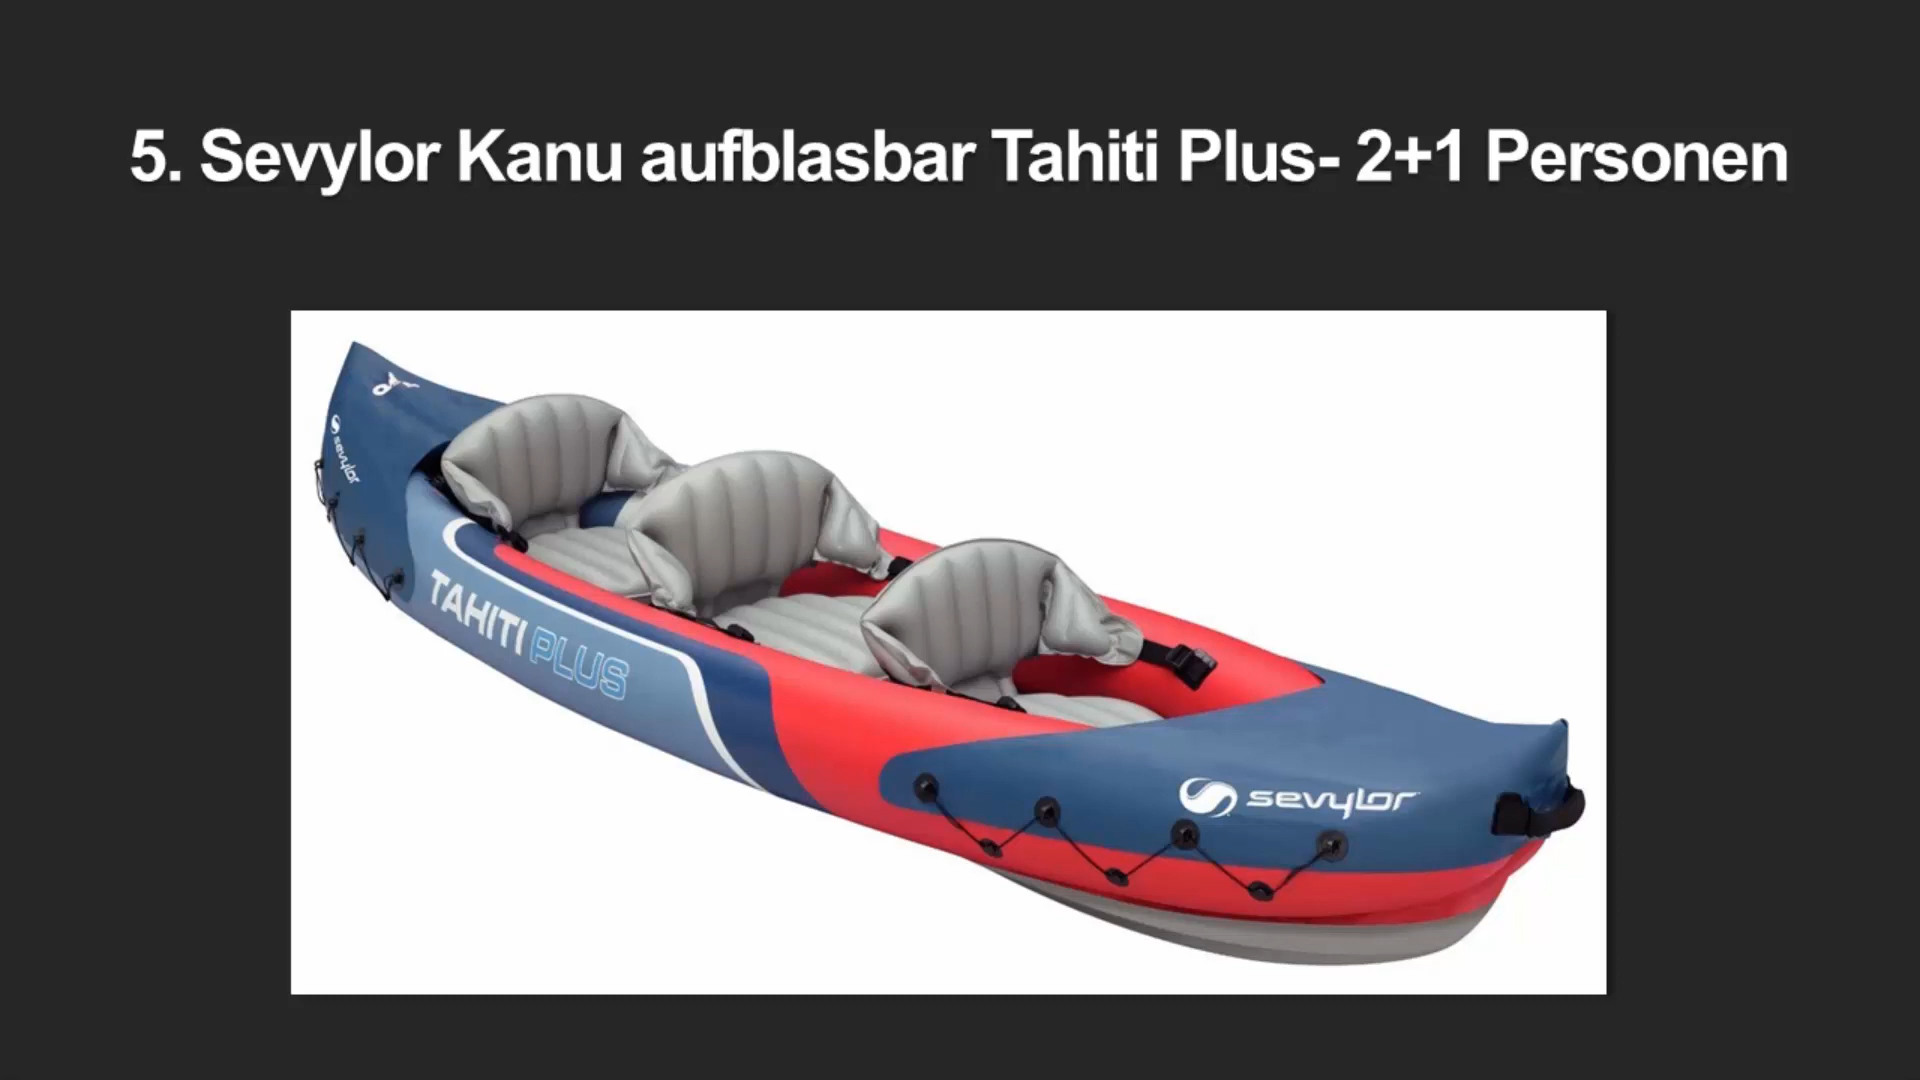 5. Sevylor Kanu aufblasbar Tahiti Plus- 2+1 Personen
sevylor
TAHITI PLUS
sevylor